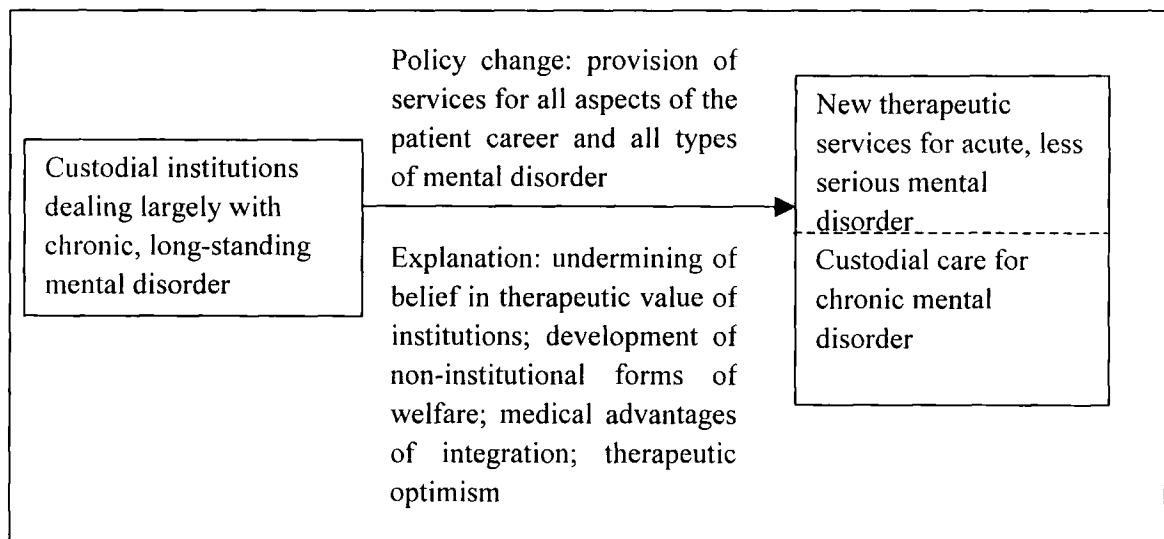 Custodial institutions
dealing largely with
chronic, long-standing
mental disorder
Policy change: provision of
services for all aspects of the
patient career and all types
of mental disorder
Explanation: undermining of
belief in therapeutic value of
institutions; development of
non-institutional forms of
welfare; medical advantages
of integration; therapeutic
optimism
New therapeutic
services for acute, less
serious mental
disorder
Custodial care for
chronic mental
disorder